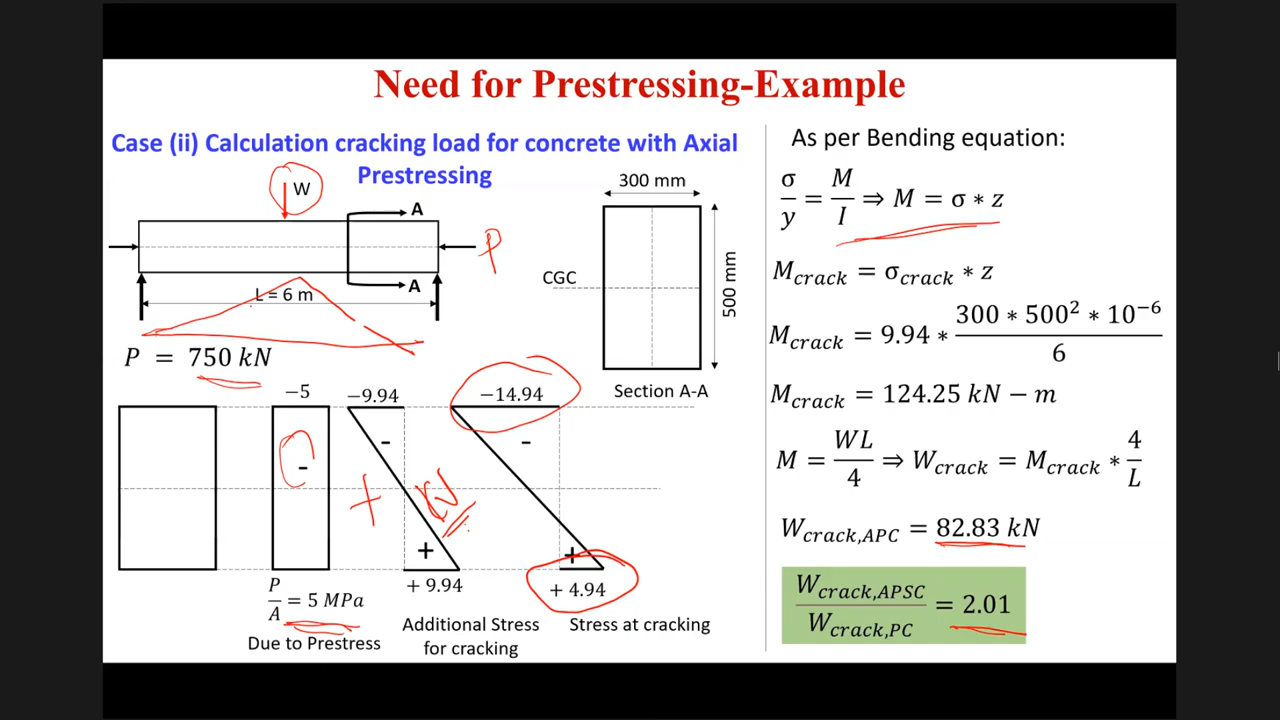 Need for Prestressing-Example
Case (ii) Calculation cracking load for concrete with Axial
Prestressing
W
A
P
A
L = 6 m
P = 750 kN
300 mm
CGC
500 mm
Section A-A
−5
−9.94
−14.94
-
-
-
+
+
+
P/A = 5 MPa
+ 9.94
+ 4.94
Due to Prestress
Additional Stress
for cracking
Stress at cracking
As per Bending equation:
σ/y = M/I ⇒ M = σ ∗ z
M_crack = σ_crack ∗ z
M_crack = 9.94 ∗ (300 ∗ 500² ∗ 10⁻⁶)/6
M_crack = 124.25 kN − m
M = WL/4 ⇒ W_crack = M_crack ∗ 4/L
W_crack,APC = 82.83 kN
W_crack,APSC/W_crack,PC = 2.01